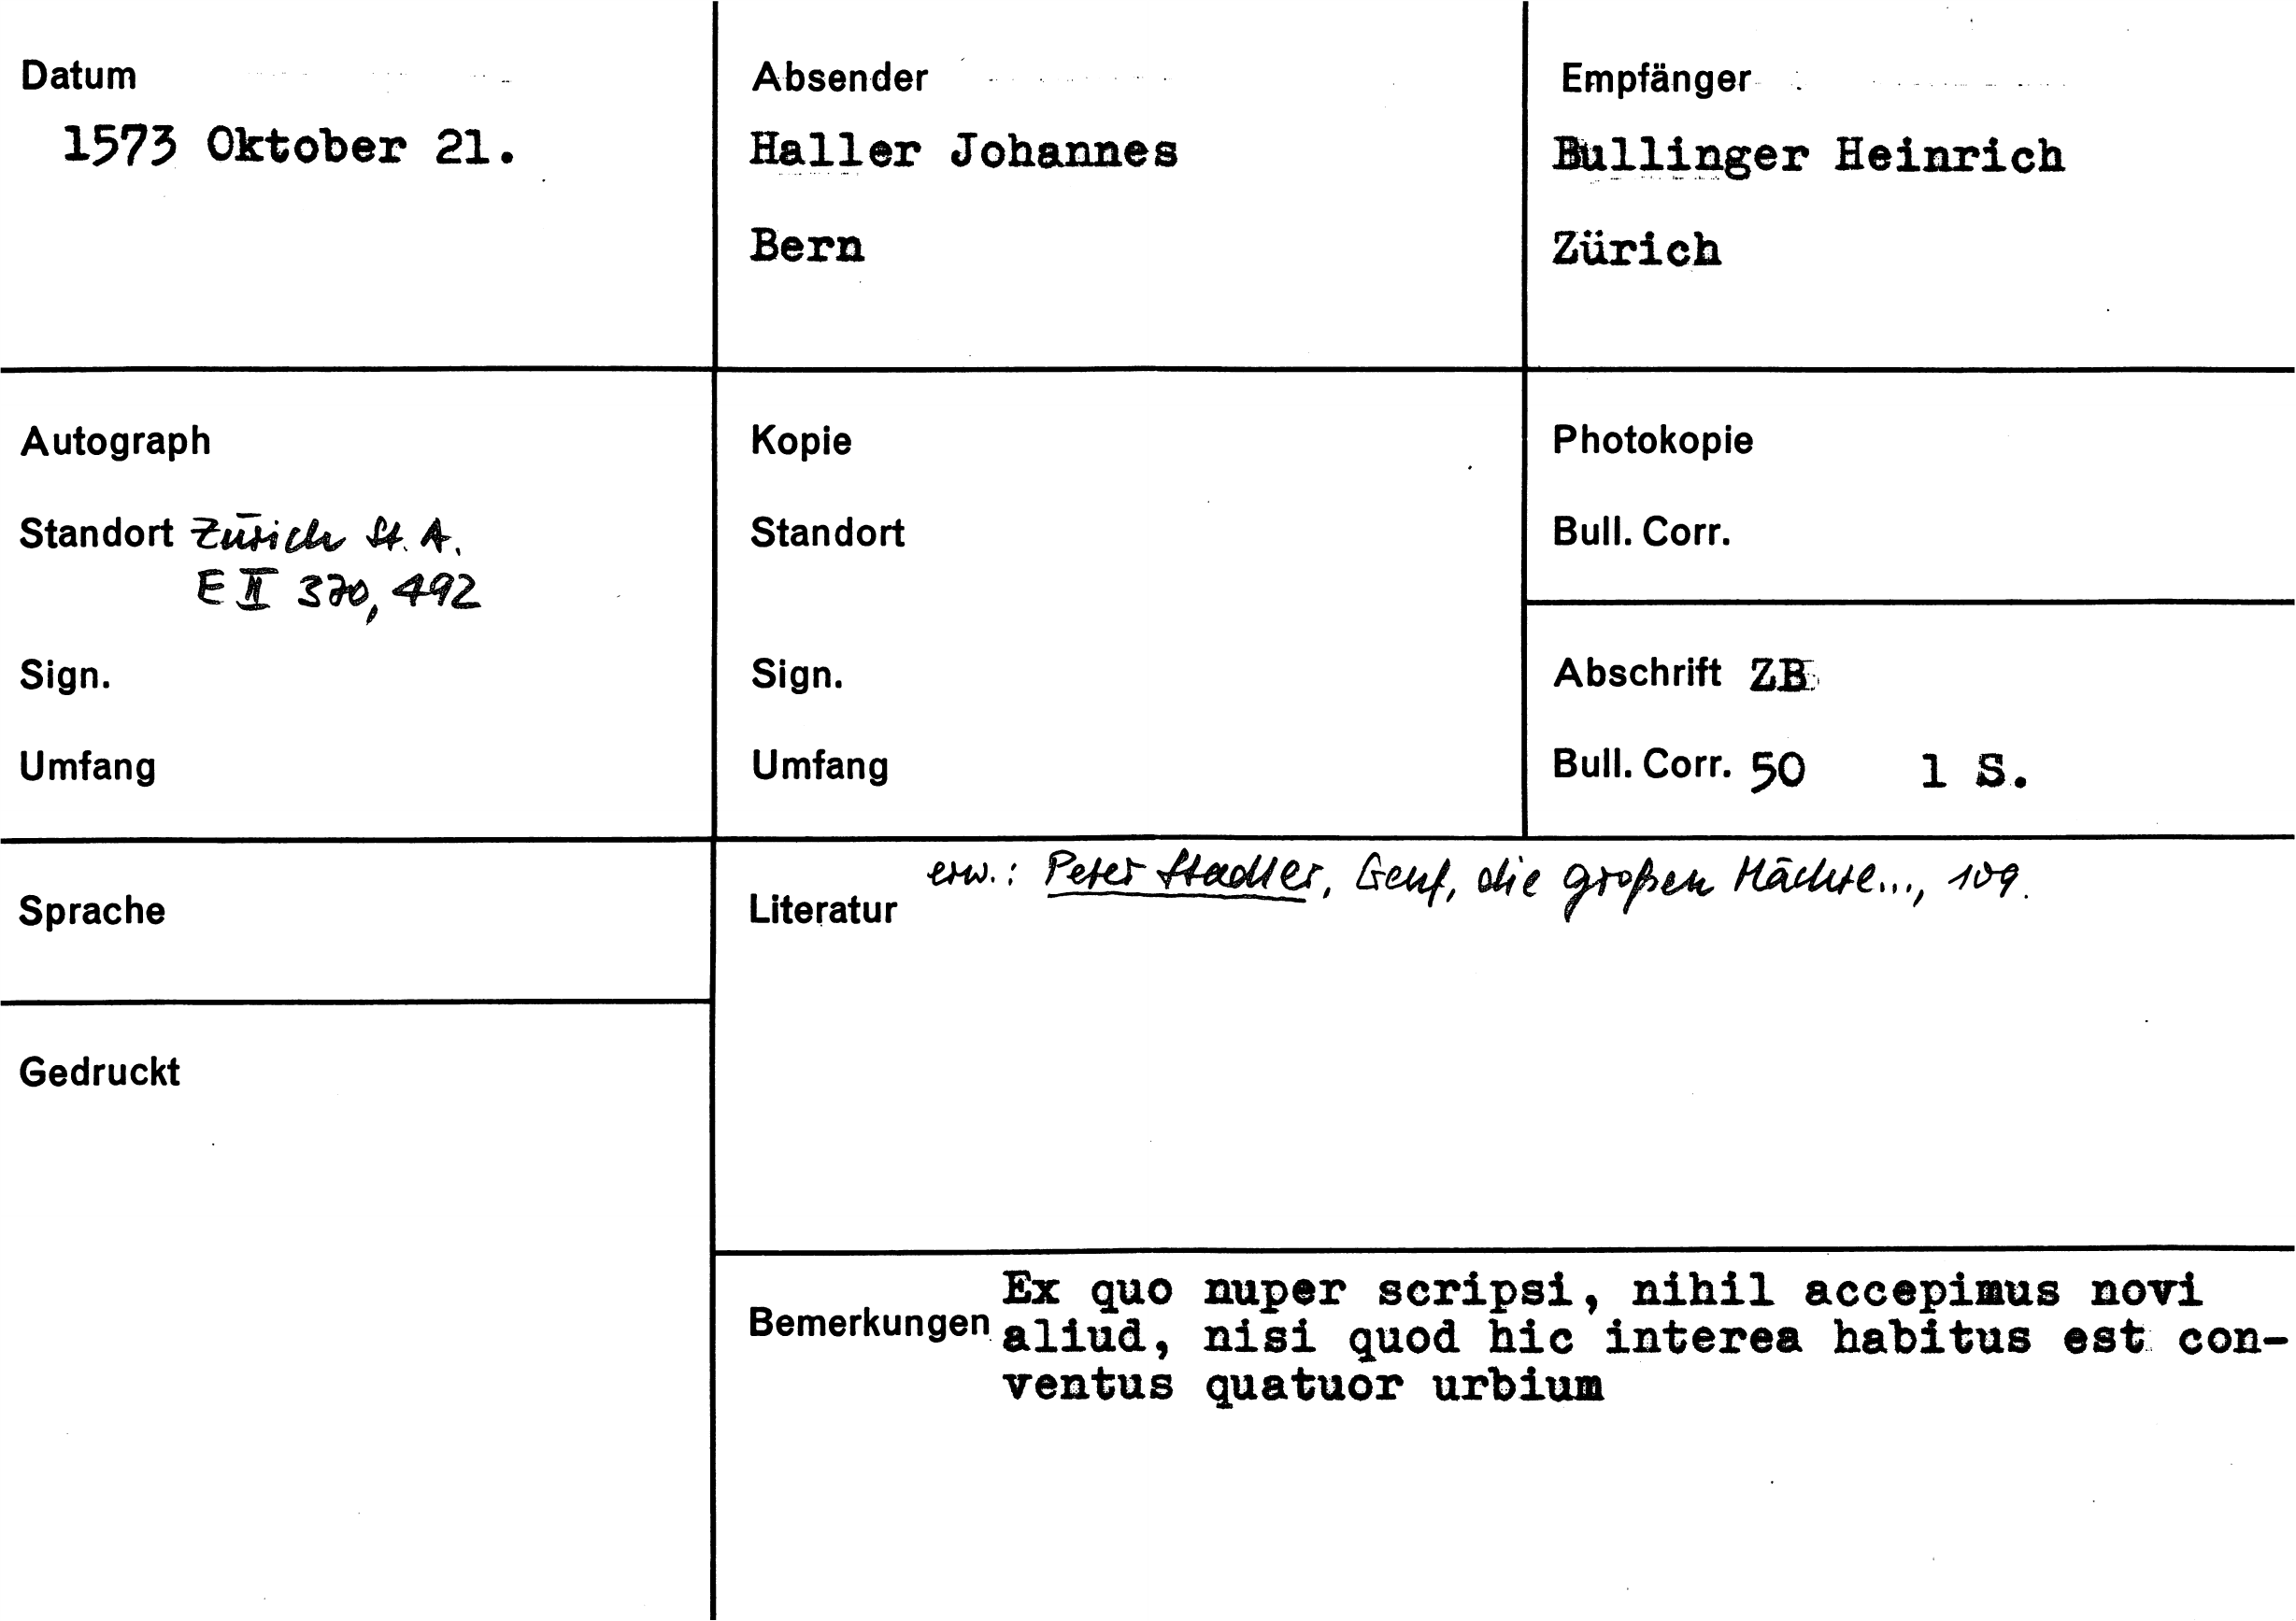 Datum
1573 Oktober 21.
Absender
Haller Johannes
Bern
Empfänger
Bullinger Heinrich
Zürich
Autograph
Standort Zürich St. A.
E II 370, 492
Sign.
Umfang
Kopie
Standort
Sign.
Umfang
Photokopie
Bull. Corr.
Abschrift ZB
Bull. Corr. 50 1 S.
Sprache
Gedruckt
erw.: Peter Stadler, Genf, die großen Mächte..., 109.
Literatur
Bemerkungen
Ex quo nuper scripsi, nihil accepimus novi
aliud, nisi quod hic interea habitus est con-
ventus quatuor urbium